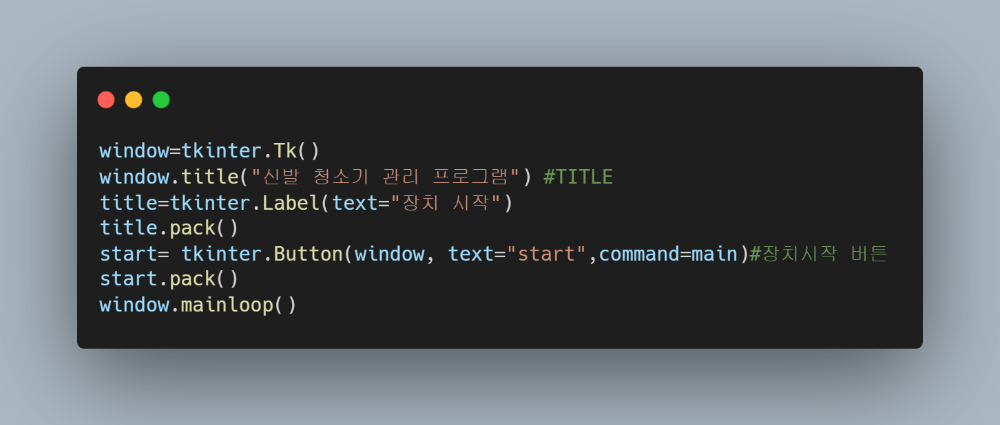 window=tkinter.Tk()
window.title("신발 청소기 관리 프로그램") #TITLE
title=tkinter.Label(text="장치 시작")
title.pack()
start= tkinter.Button(window, text="start",command=main)#장치시작 버튼
start.pack()
window.mainloop()